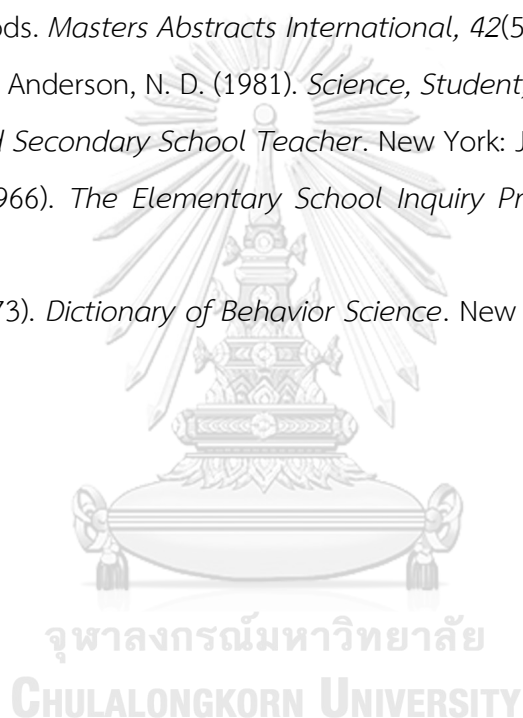 ods. Masters Abstracts International, 42(5
Anderson, N. D. (1981). Science, Student,
d Secondary School Teacher. New York: J
966). The Elementary School Inquiry Pr
73). Dictionary of Behavior Science. New
จุฬาลงกรณ์มหาวิทยาลัย
CHULALONGKORN UNIVERSITY